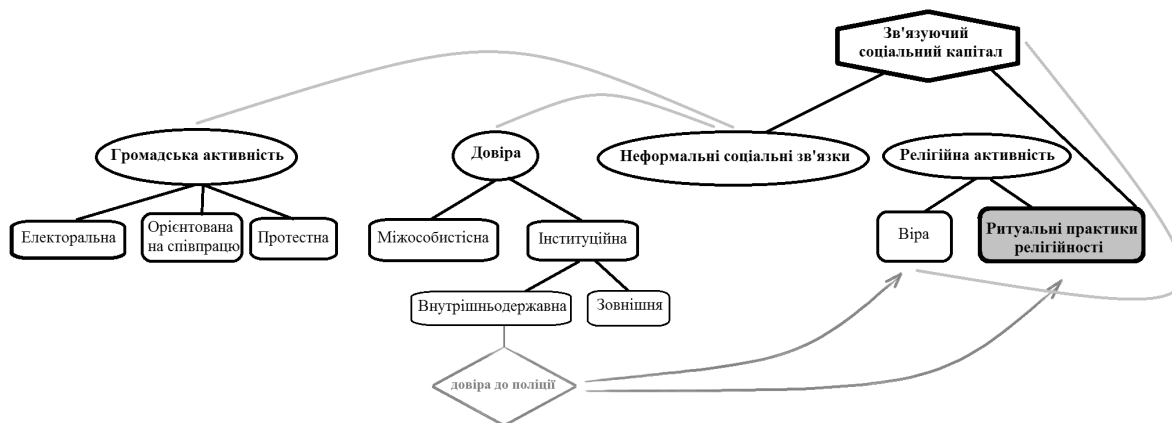 Зв'язуючий
соціальний капітал
Громадська активність
Довіра
Неформальні соціальні зв'язки
Релігійна активність
Електоральна
Орієнтована
на співпрацю
Протестна
Міжособистісна
Інституційна
Віра
Ритуальні практики
релігійності
Внутрішньодержавна
Зовнішня
довіра до поліції